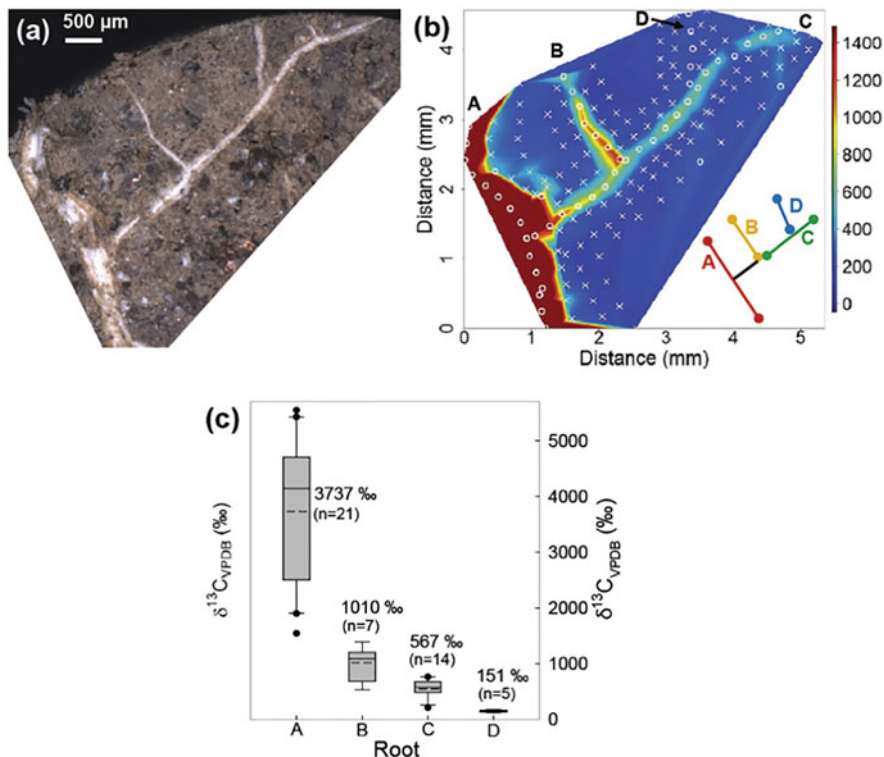 (a) 500 µm
(b)
D
C
B
A
4
3
2
1
0
Distance (mm)
0 1 2 3 4 5
Distance (mm)
1400
1200
1000
800
600
400
200
0
A
B
C
D
(c)
δ¹³C_VPDB (‰)
3737 ‰
(n=21)
1010 ‰
(n=7)
567 ‰
(n=14)
151 ‰
(n=5)
5000
4000
3000
2000
1000
0
δ¹³C_VPDB (‰)
A B C D
Root